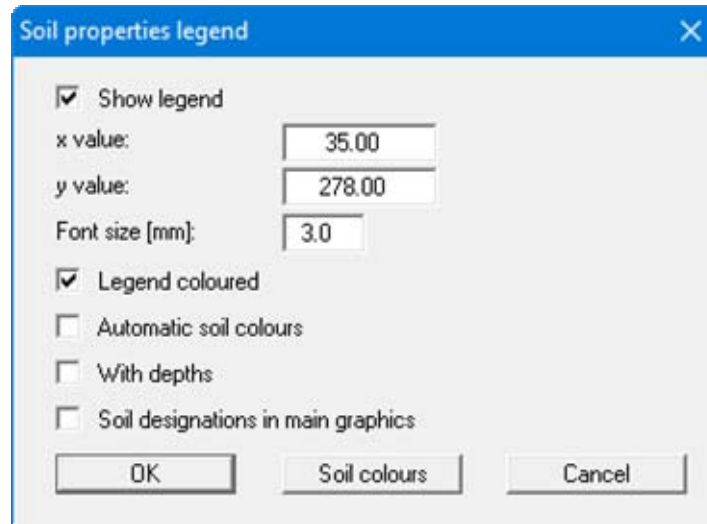 Soil properties legend
Show legend
x value: 35.00
y value: 278.00
Font size [mm]: 3.0
Legend coloured
Automatic soil colours
With depths
Soil designations in main graphics
OK Soil colours Cancel